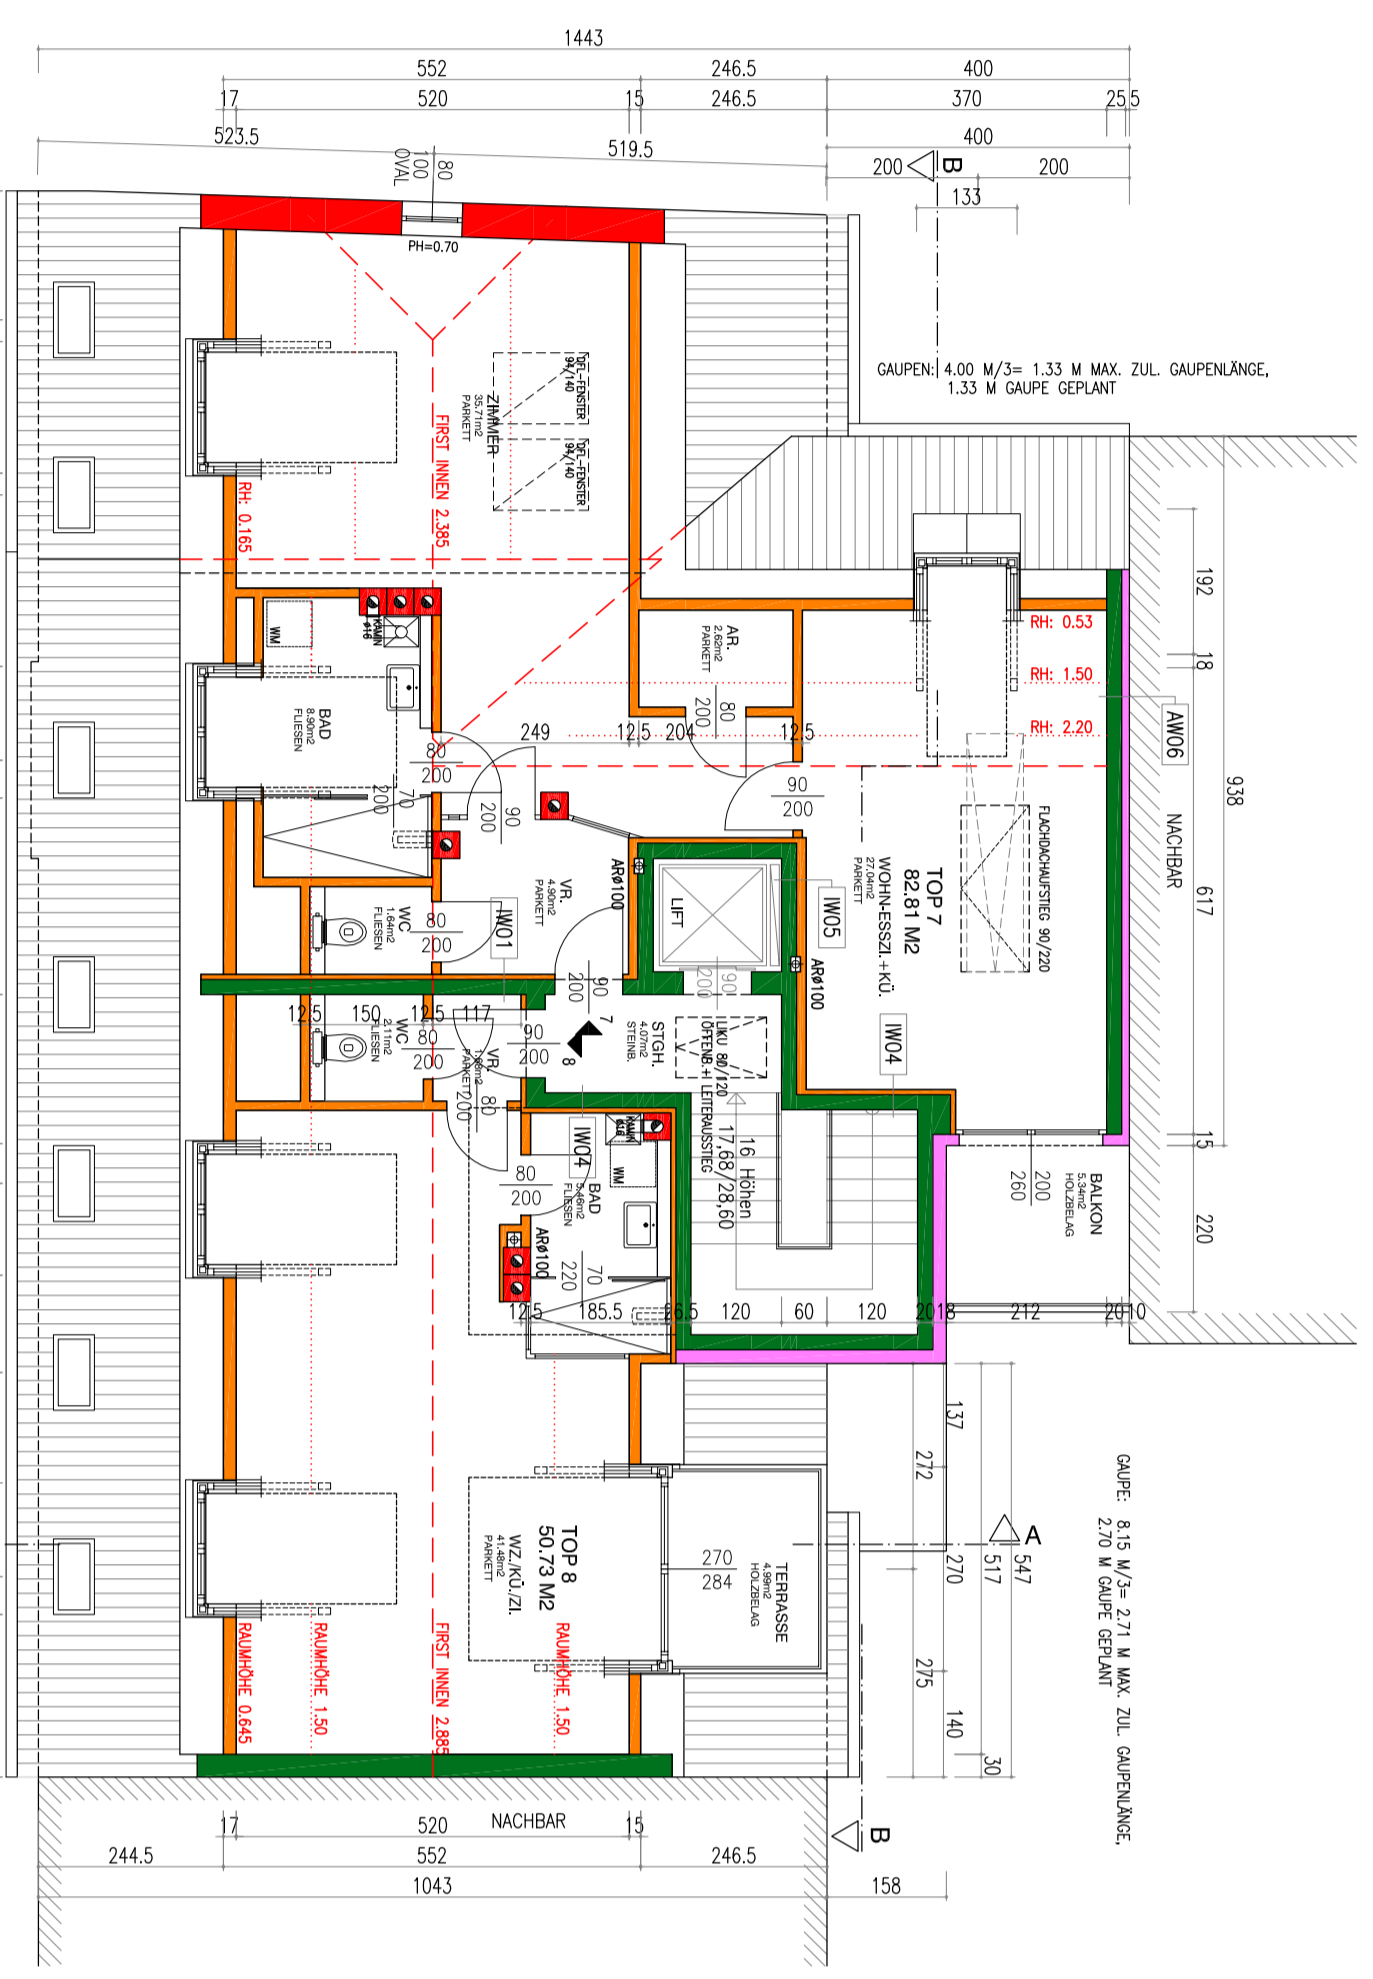 1443
552
246.5
400
17
520
15
246.5
370
25
5
523.5
519.5
400
200
200
133
B
80
100
OVAL
PH=0.70
GAUPEN: 4.00 M/3= 1.33 M MAX. ZUL. GAUPENLÄNGE,
1.33 M GAUPE GEPLANT
DFL-FENSTER
94/140
DFL-FENSTER
94/140
ZIMMER
35.71m2
PARKETT
FIRST INNEN 2.385
RH: 0.165
RH: 0.53
RH: 1.50
RH: 2.20
AR.
2.62m2
PARKETT
80
200
249
12.5
204
12.5
192
18
938
617
15
220
AW06
NACHBAR
KAMIN
ø16
WM
BAD
8.90m2
FLIESEN
80
200
70
200
90
200
90
200
FLACHDACHAUFSTIEG 90/220
TOP 7
82.81 M2
WOHN-ESSZI.+KÜ.
27.04m2
PARKETT
ARø100
VR.
4.90m2
PARKETT
LIFT
IW05
ARø100
WC
1.64m2
FLIESEN
80
200
IW01
90
200
90
200
7
8
STGH.
4.07m2
STEINB.
LIKU 80/120
ÖFFENB.+ LEITERAUSSTIEG
IW04
12.5
150
12.5
117
WC
2.11m2
FLIESEN
80
200
90
200
VR.
PARKETT
80
200
16 Höhen
17,68/28,60
IW04
KAMIN
ø16
WM
BAD
5.46m2
FLIESEN
80
200
ARø100
70
220
BALKON
5.34m2
HOLZBELAG
200
260
12.5
185.5
26.5
120
60
120
20
18
212
20
10
137
272
270
517
547
275
140
30
A
GAUPE: 8.15 M/3= 2.71 M MAX. ZUL. GAUPENLÄNGE,
2.70 M GAUPE GEPLANT
TOP 8
50.73 M2
WZ./KÜ./ZI.
41.48m2
PARKETT
270
284
TERRASSE
4.99m2
HOLZBELAG
RAUMHÖHE 0.645
RAUMHÖHE 1.50
FIRST INNEN 2.885
RAUMHÖHE 1.50
17
520
15
NACHBAR
B
244.5
552
246.5
1043
158